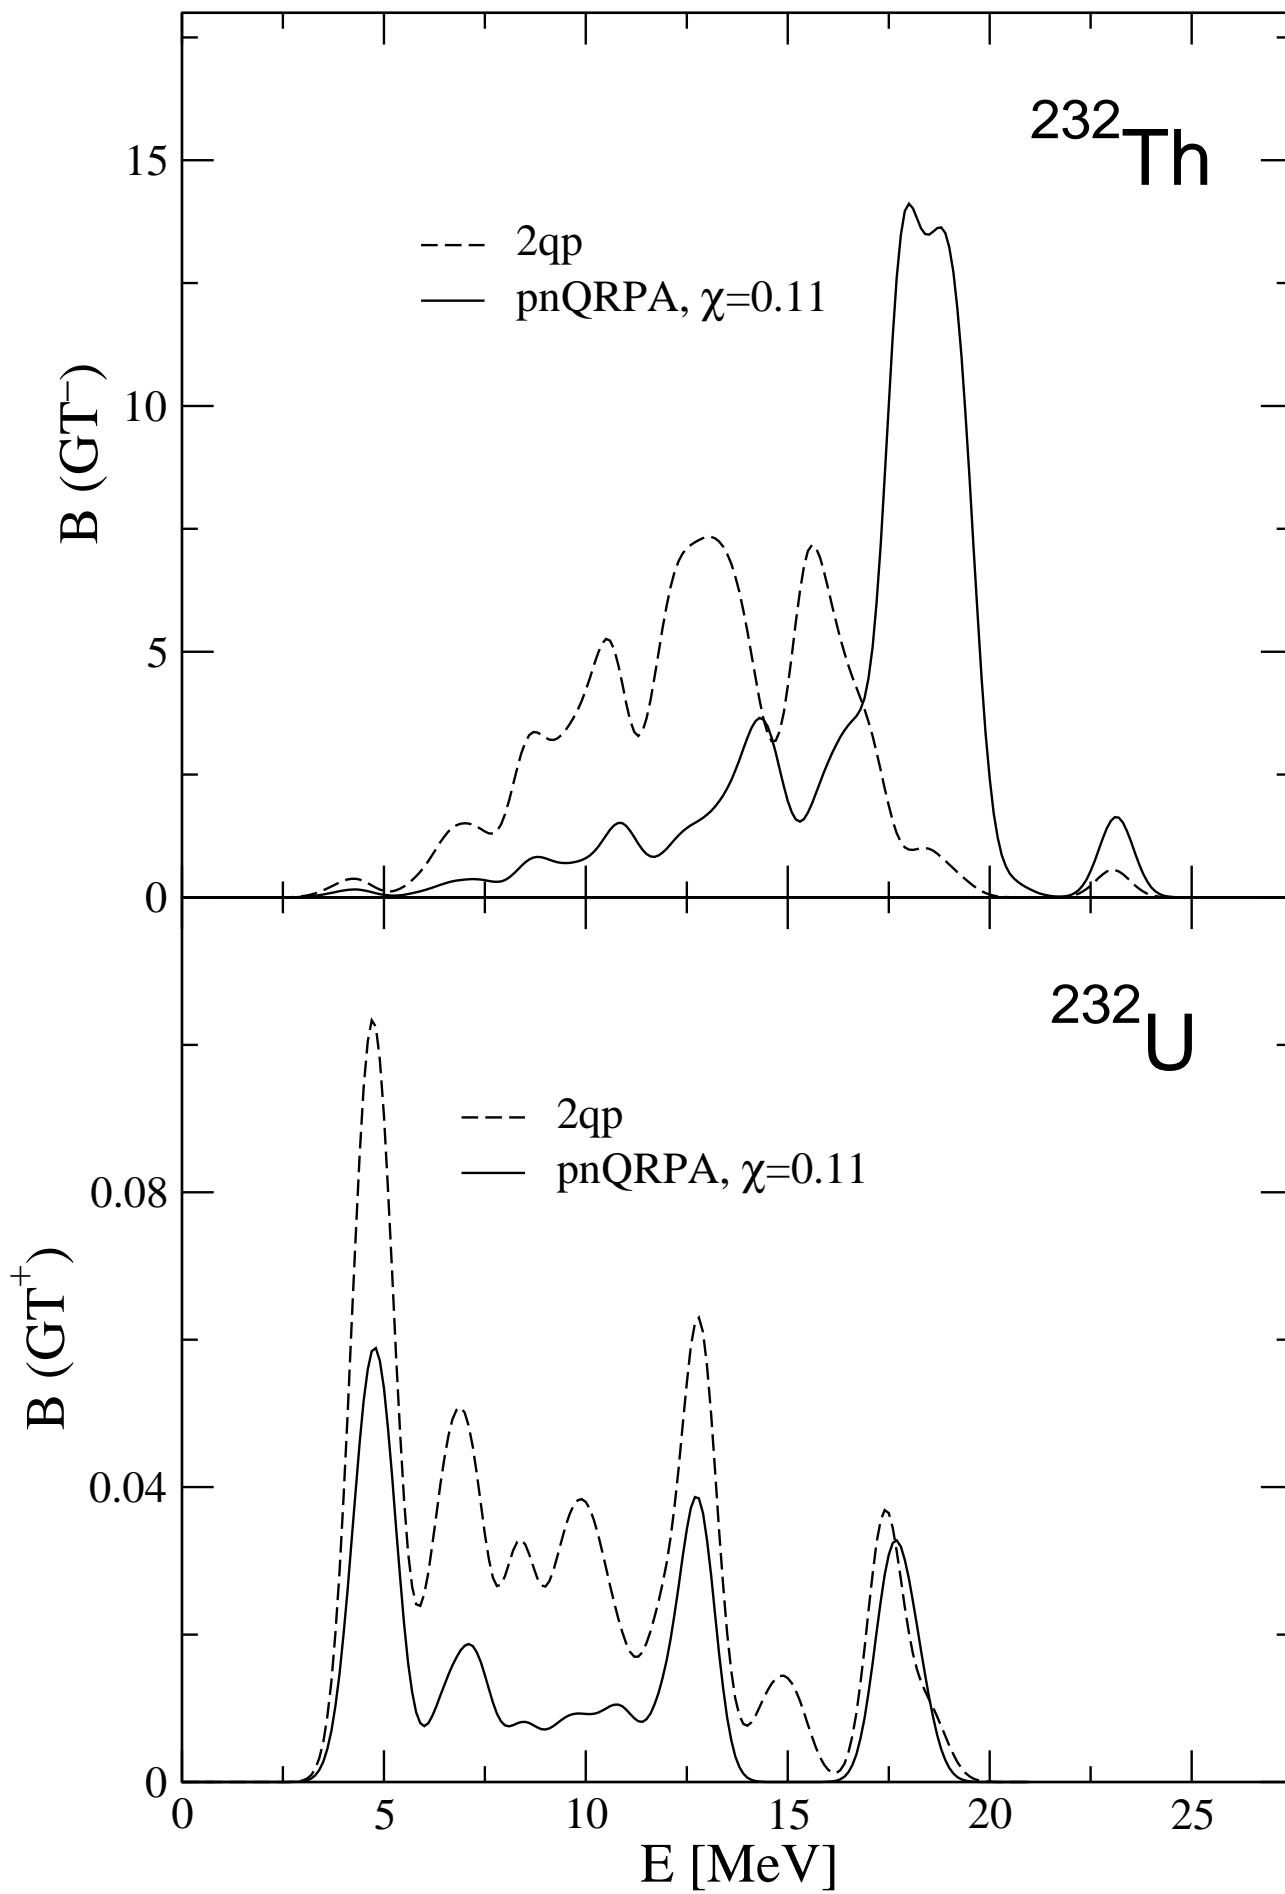 ²³²Th
15
2qp
pnQRPA, χ=0.11
B (GT⁻)
10
5
0
²³²U
2qp
pnQRPA, χ=0.11
0.08
B (GT⁺)
0.04
0
0 5 10 15 20 25
E [MeV]